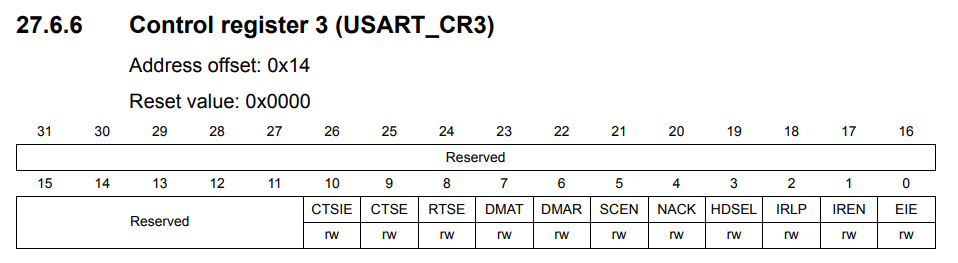 27.6.6 Control register 3 (USART_CR3)
Address offset: 0x14
Reset value: 0x0000
31 30 29 28 27 26 25 24 23 22 21 20 19 18 17 16
Reserved
15 14 13 12 11 10 9 8 7 6 5 4 3 2 1 0
Reserved CTSIE CTSE RTSE DMAT DMAR SCEN NACK HDSEL IRLP IREN EIE
rw rw rw rw rw rw rw rw rw rw rw